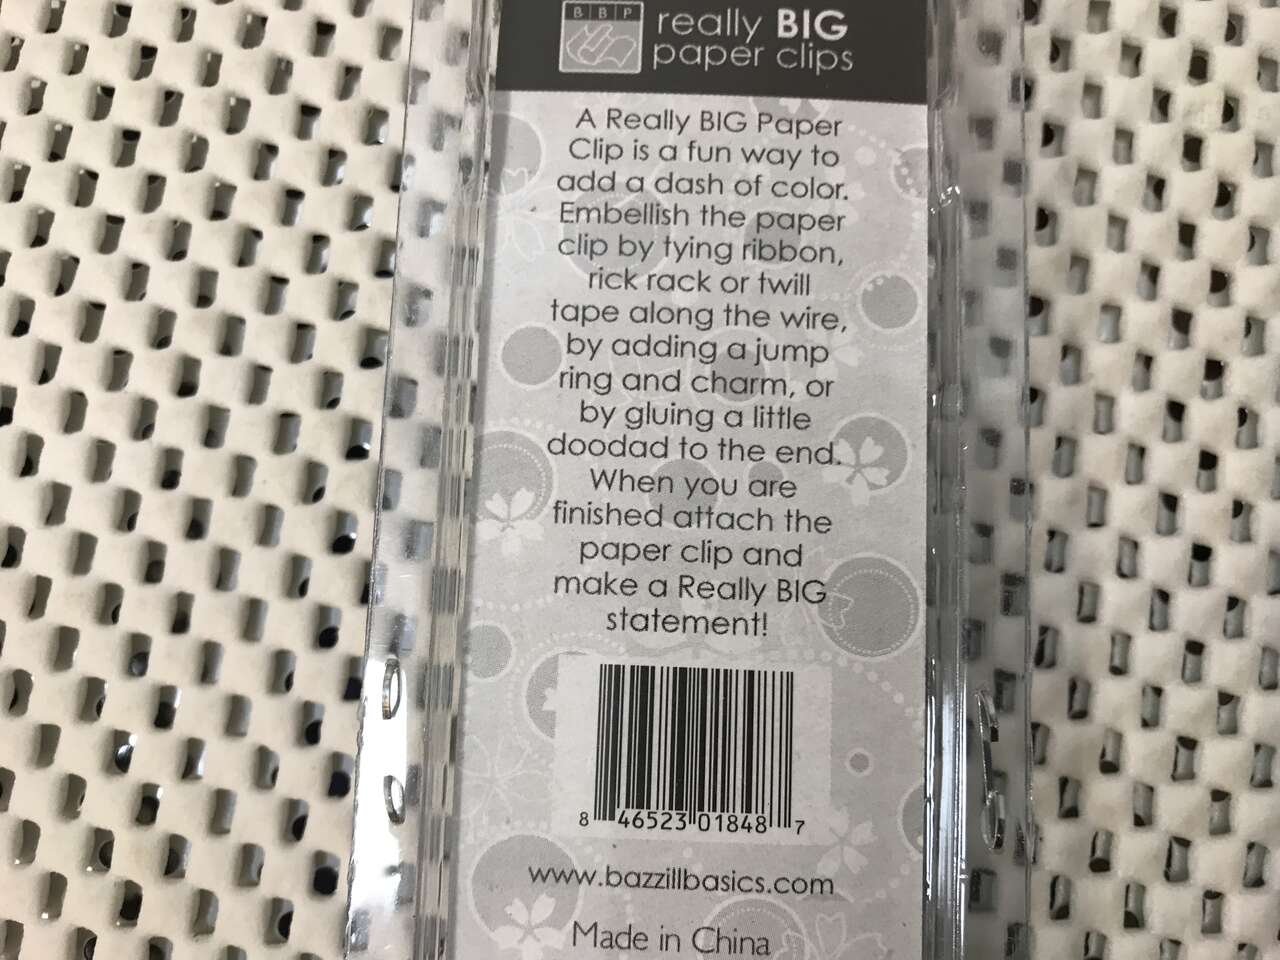 BBP
really BIG
paper clips
A Really BIG Paper
Clip is a fun way to
add a dash of color.
Embellish the paper
clip by tying ribbon,
rick rack or twill
tape along the wire,
by adding a jump
ring and charm, or
by gluing a little
doodad to the end.
When you are
finished attach the
paper clip and
make a Really BIG
statement!
8 46523 01848 7
www.bazzillbasics.com
Made in China